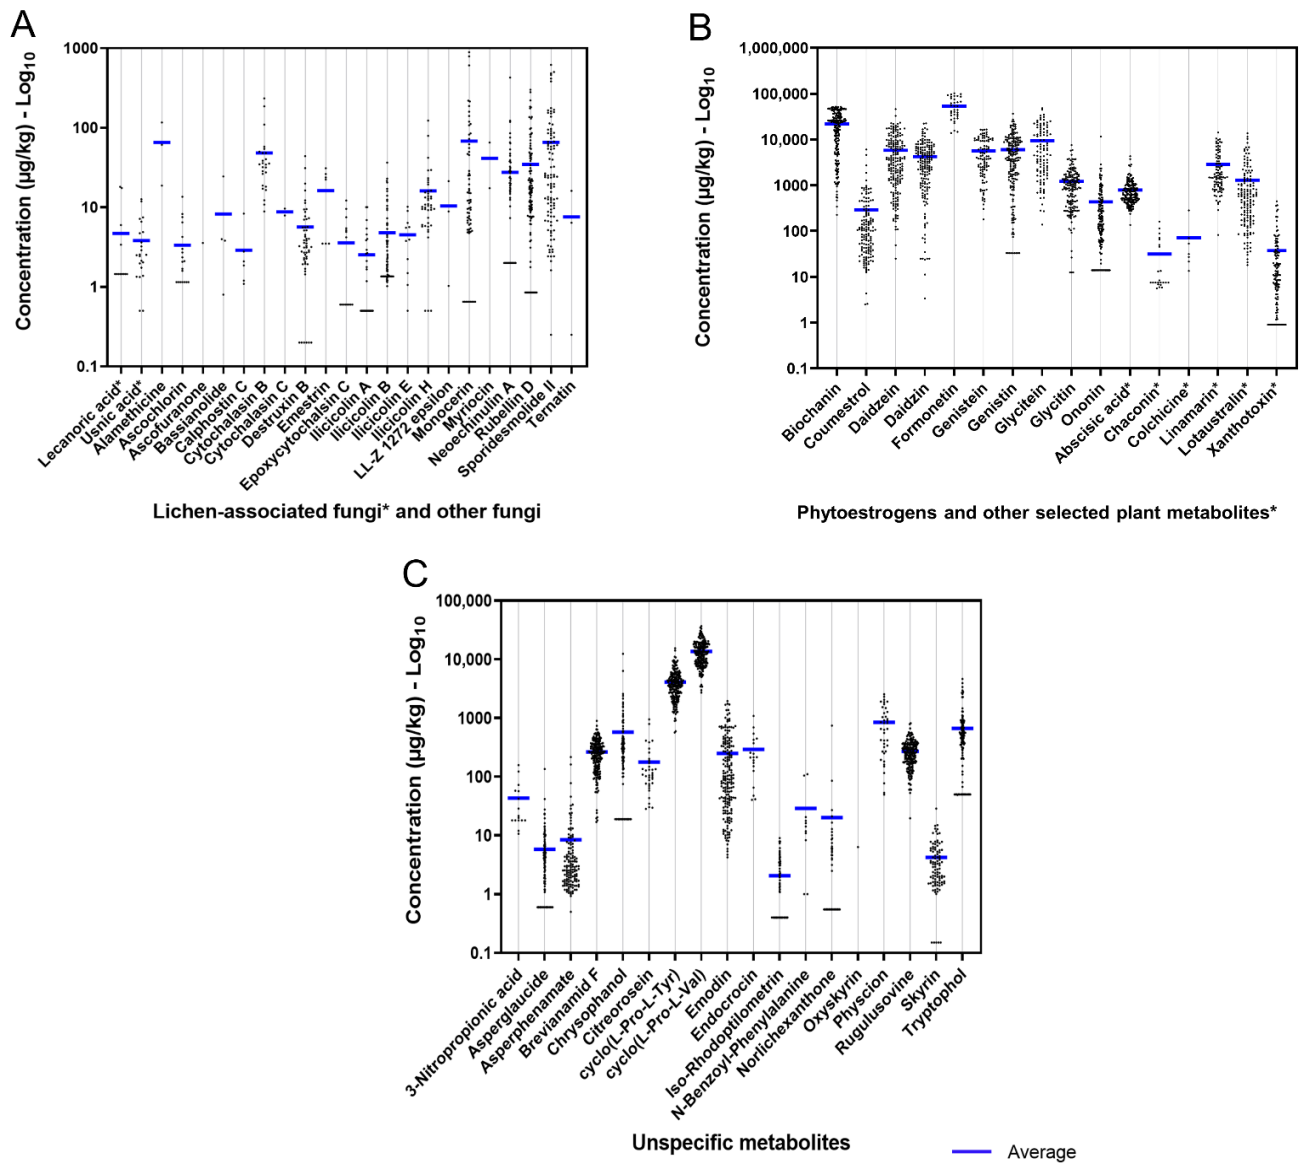 A
Concentration (µg/kg) - Log10
1000
100
10
1
0.1
Lecanoric acid*
Usnic acid*
Alamethicine
Ascochlorin
Ascofuranone
Bassianolide
Calphostin C
Cytochalasin B
Cytochalasin C
Destruxin B
Emestrin
Epoxycytochalsin C
Ilicicolin A
Ilicicolin B
Ilicicolin E
Ilicicolin H
LL-Z 1272 epsilon
Monocerin
Myriocin
Neoechinulin A
Rubellin D
Sporidesmolide II
Ternatin
Lichen-associated fungi* and other fungi
B
Concentration (µg/kg) - Log10
1,000,000
100,000
10,000
1000
100
10
1
0.1
Biochanin
Coumestrol
Daidzein
Daidzin
Formonetin
Genistein
Genistin
Glycitein
Glycitin
Ononin
Abscisic acid*
Chaconin*
Colchicine*
Linamarin*
Lotaustralin*
Xanthotoxin*
Phytoestrogens and other selected plant metabolites*
C
Concentration (µg/kg) - Log10
100,000
10,000
1000
100
10
1
0.1
3-Nitropropionic acid
Asperglaucide
Asperphenamate
Brevianamid F
Chrysophanol
Citreorosein
cyclo(L-Pro-L-Tyr)
cyclo(L-Pro-L-Val)
Emodin
Endocrocin
Iso-Rhodoptilometrin
N-Benzoyl-Phenylalanine
Norlichexanthone
Oxyskyrin
Physcion
Rugulusovine
Skyrin
Tryptophol
Unspecific metabolites
Average